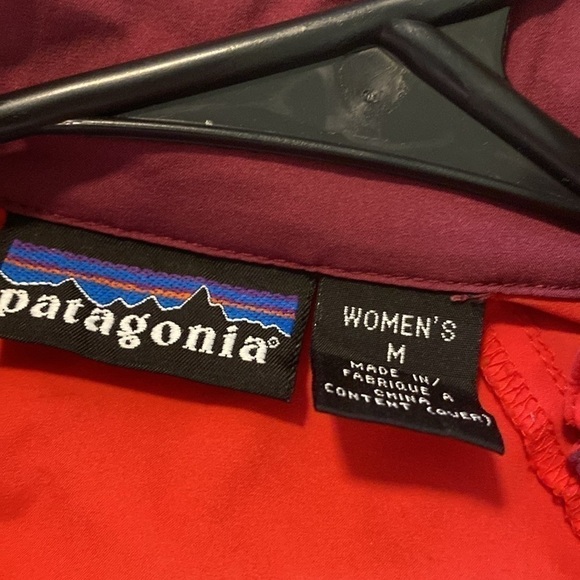 patagonia®
WOMEN'S
M
MADE IN/
FABRIQUE A
CHINA
CONTENT (OVER)